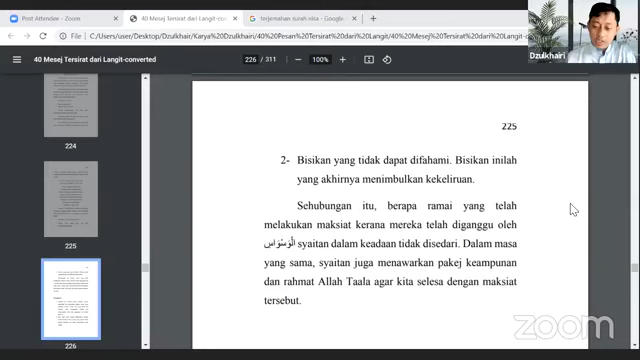 Post Attendee - Zoom
40 Mesej Tersirat dari Langit-co
terjemahan surah nisa - Google
File
C:/Users/user/Desktop/Dzulkhair/Karya%20Dzulkhair/40%20Pesan%20Tersirat%20dari%20Langit/40%20Mesej%20Tersirat%20dari%20Langit-conver
40 Mesej Tersirat dari Langit-converted
226 / 311
100%
Dzulkhairi
224
225
226
225
2- Bisikan yang tidak dapat difahami. Bisikan inilah
yang akhirnya menimbulkan kekeliruan.
Sehubungan itu, berapa ramai yang telah
melakukan maksiat kerana mereka telah diganggu oleh
الْوَسْوَاسِ syaitan dalam keadaan tidak disedari. Dalam masa
yang sama, syaitan juga menawarkan pakej keampunan
dan rahmat Allah Taala agar kita selesa dengan maksiat
tersebut.
zoom